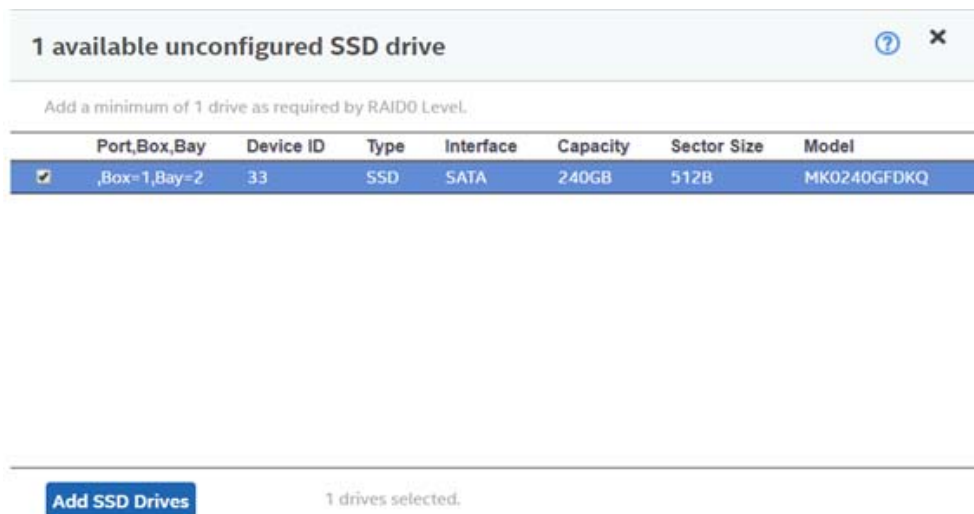 1 available unconfigured SSD drive
Add a minimum of 1 drive as required by RAID0 Level.
Port,Box,Bay Device ID Type Interface Capacity Sector Size Model
,Box=1,Bay=2 33 SSD SATA 240GB 512B MK0240GFDKQ
Add SSD Drives 1 drives selected.